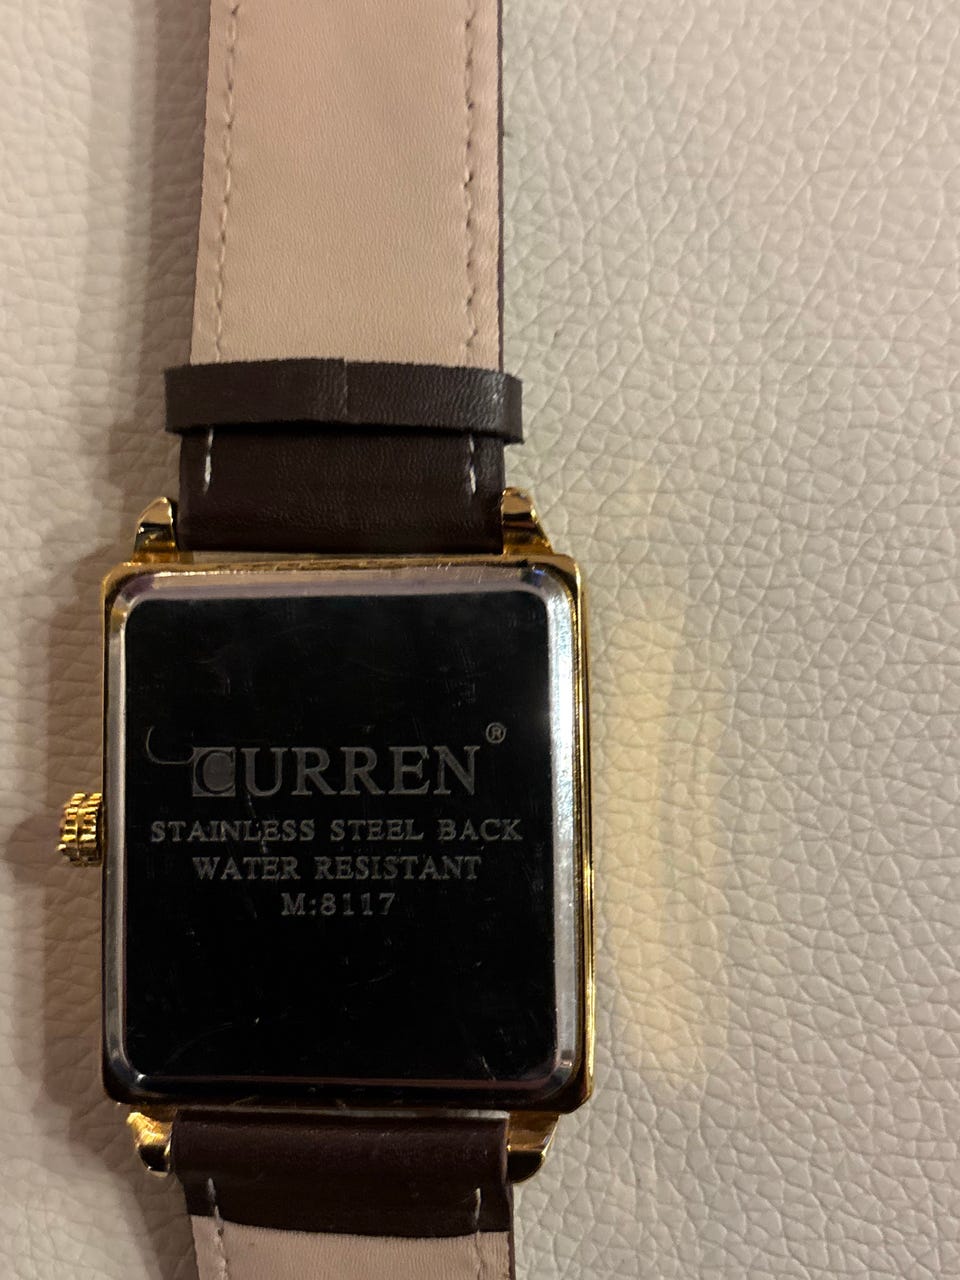 CURREN®
STAINLESS STEEL BACK
WATER RESISTANT
M:8117